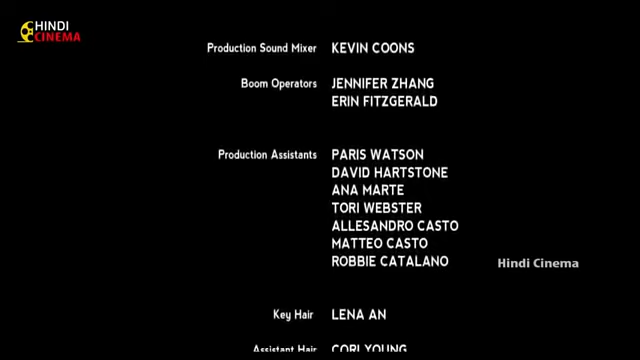 HINDI
CINEMA
Production Sound Mixer KEVIN COONS
Boom Operators JENNIFER ZHANG
ERIN FITZGERALD
Production Assistants PARIS WATSON
DAVID HARTSTONE
ANA MARTE
TORI WEBSTER
ALLESANDRO CASTO
MATTEO CASTO
ROBBIE CATALANO
Hindi Cinema
Key Hair LENA AN
Assistant Hair CORI YOUNG